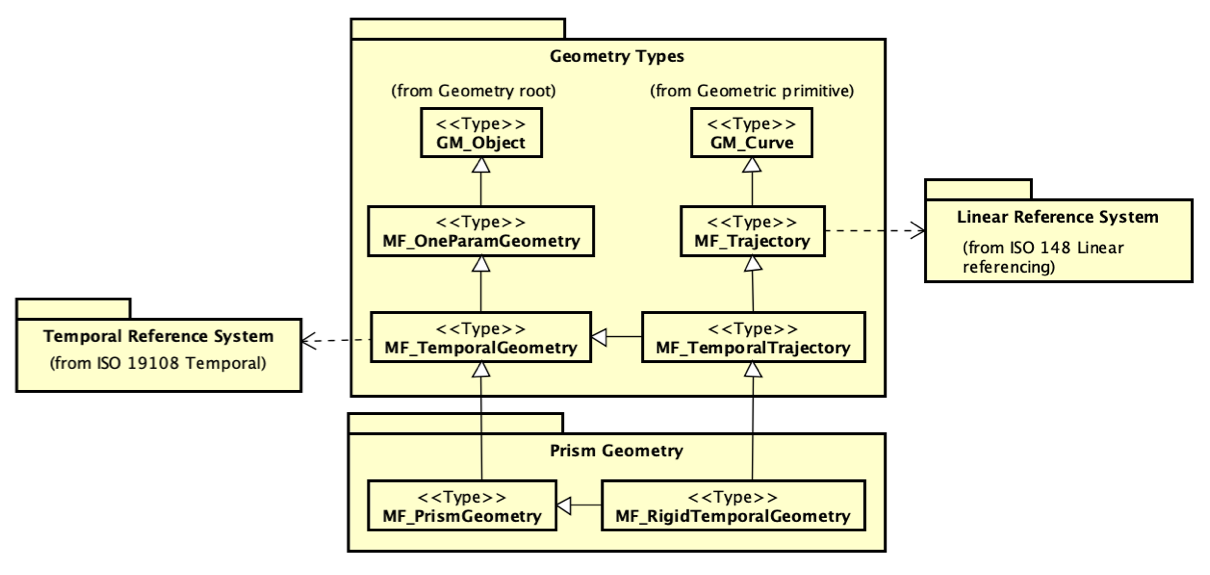 Geometry Types
(from Geometry root)
(from Geometric primitive)
<<Type>>
GM_Object
<<Type>>
GM_Curve
<<Type>>
MF_OneParamGeometry
<<Type>>
MF_Trajectory
Linear Reference System
(from ISO 148 Linear
referencing)
Temporal Reference System
(from ISO 19108 Temporal)
<<Type>>
MF_TemporalGeometry
<<Type>>
MF_TemporalTrajectory
Prism Geometry
<<Type>>
MF_PrismGeometry
<<Type>>
MF_RigidTemporalGeometry